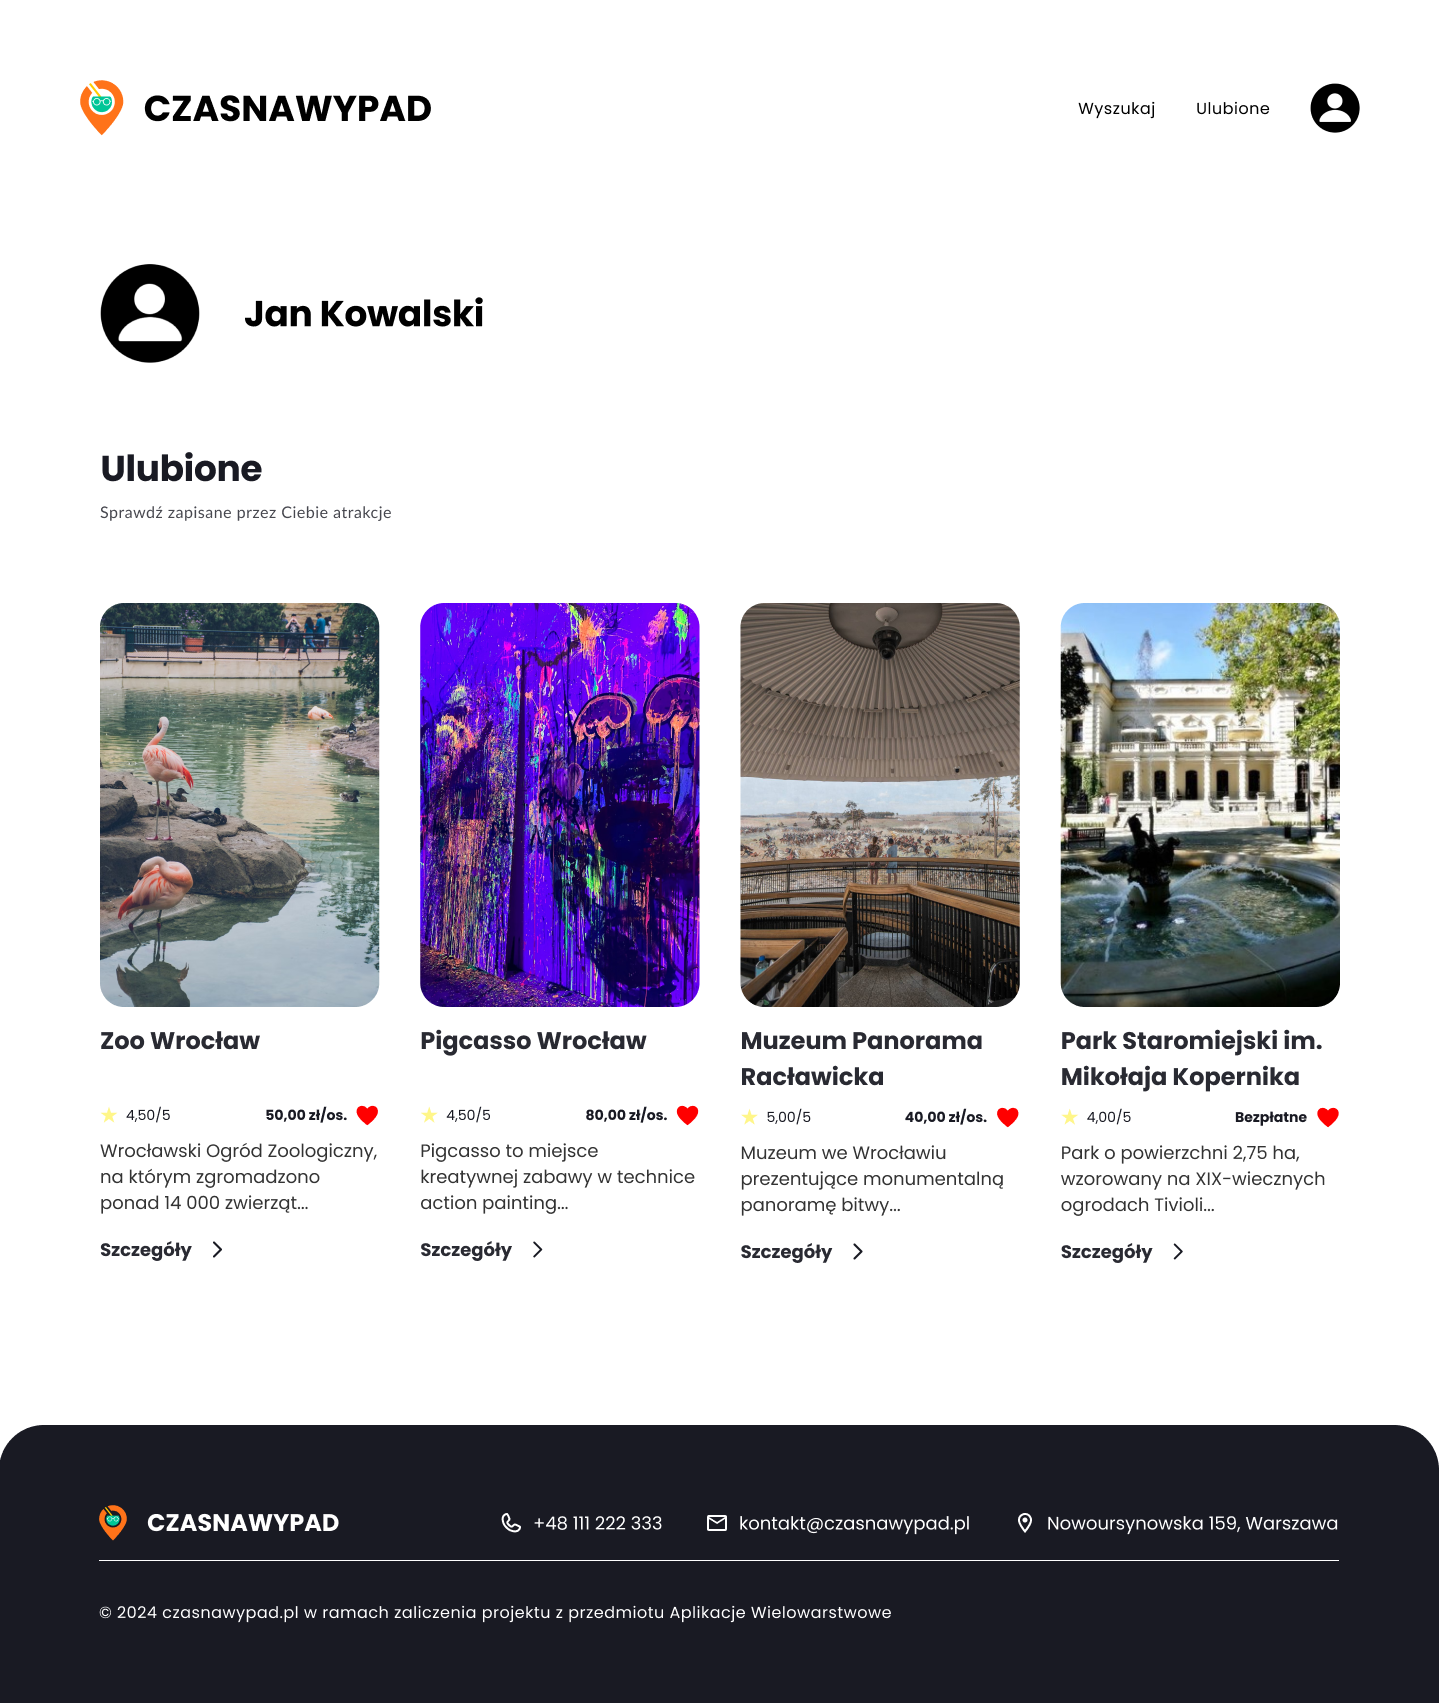 CZASNAWYPAD
Wyszukaj
Ulubione
Jan Kowalski
Ulubione
Sprawdź zapisane przez Ciebie atrakcje
Zoo Wrocław
4,50/5
50,00 zł/os.
Wrocławski Ogród Zoologiczny,
na którym zgromadzono
ponad 14 000 zwierząt...
Szczegóły
Pigcasso Wrocław
4,50/5
80,00 zł/os.
Pigcasso to miejsce
kreatywnej zabawy w technice
action painting...
Szczegóły
Muzeum Panorama
Racławicka
5,00/5
40,00 zł/os.
Muzeum we Wrocławiu
prezentujące monumentalną
panoramę bitwy...
Szczegóły
Park Staromiejski im.
Mikołaja Kopernika
4,00/5
Bezpłatne
Park o powierzchni 2,75 ha,
wzorowany na XIX-wiecznych
ogrodach Tivioli...
Szczegóły
CZASNAWYPAD
+48 111 222 333
kontakt@czasnawypad.pl
Nowoursynowska 159, Warszawa
© 2024 czasnawypad.pl w ramach zaliczenia projektu z przedmiotu Aplikacje Wielowarstwowe